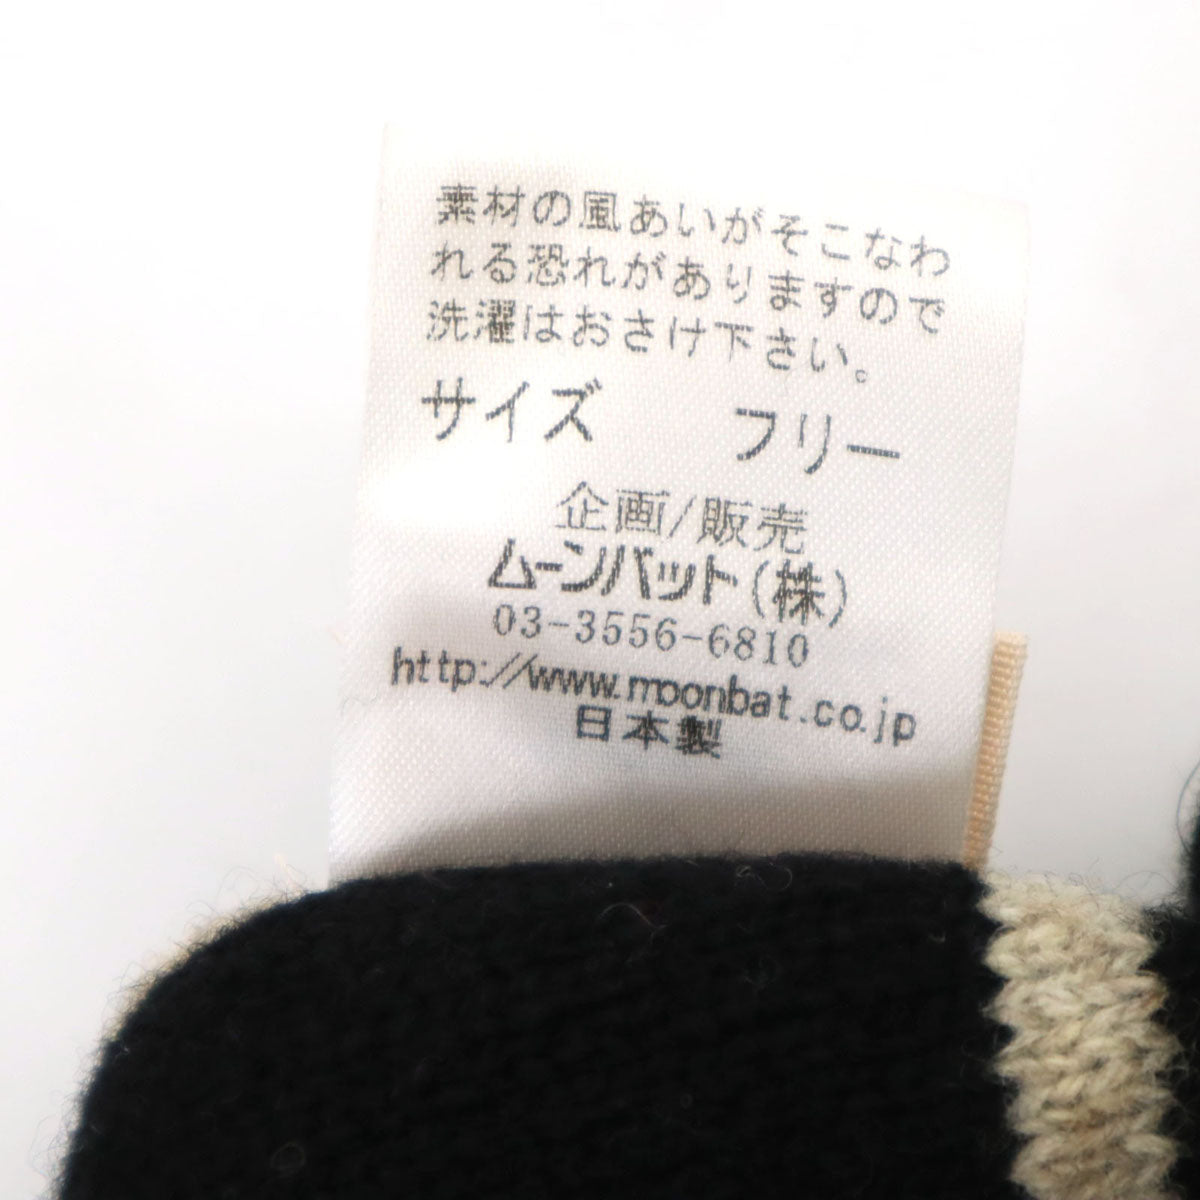 素材の風あいがそこなわ
れる恐れがありますので
洗濯はおさけ下さい。
サイズ　フリー
企画/販売
ムーンバット(株)
03-3556-6810
http://www.moonbat.co.jp
日本製